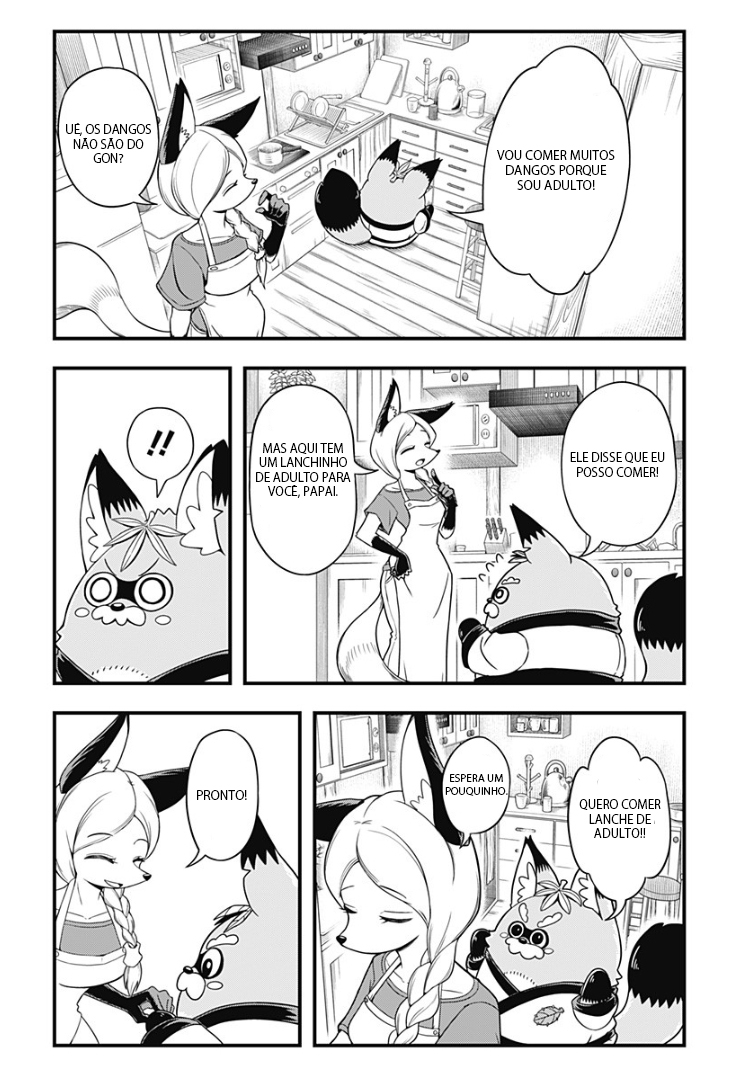 VOU COMER MUITOS
DANGOS PORQUE
SOU ADULTO!
UÉ, OS DANGOS
NÃO SÃO DO
GON?
ELE DISSE QUE EU
POSSO COMER!
MAS AQUI TEM
UM LANCHINHO
DE ADULTO PARA
VOCÊ, PAPAI.
!!
QUERO COMER
LANCHE DE
ADULTO!!
ESPERA UM
POUQUINHO.
PRONTO!